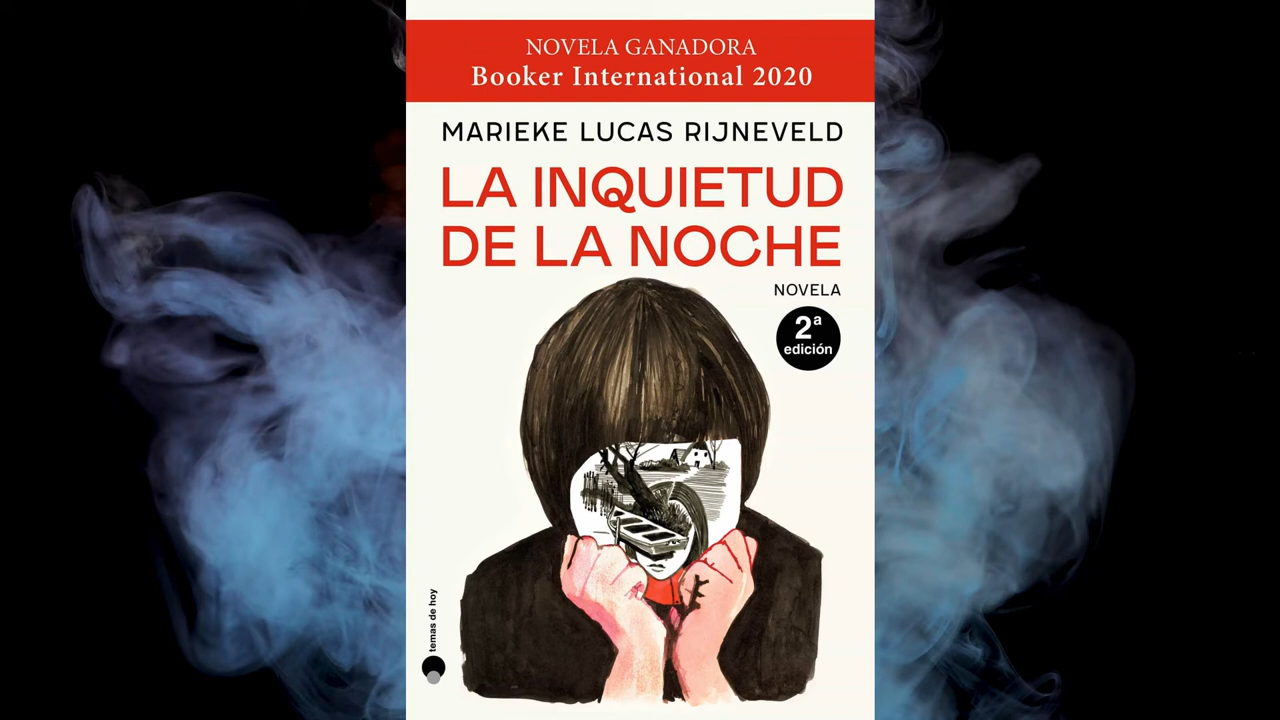 NOVELA GANADORA
Booker International 2020
MARIEKE LUCAS RIJNEVELD
LA INQUIETUD
DE LA NOCHE
NOVELA
2ª
edición
temas de hoy